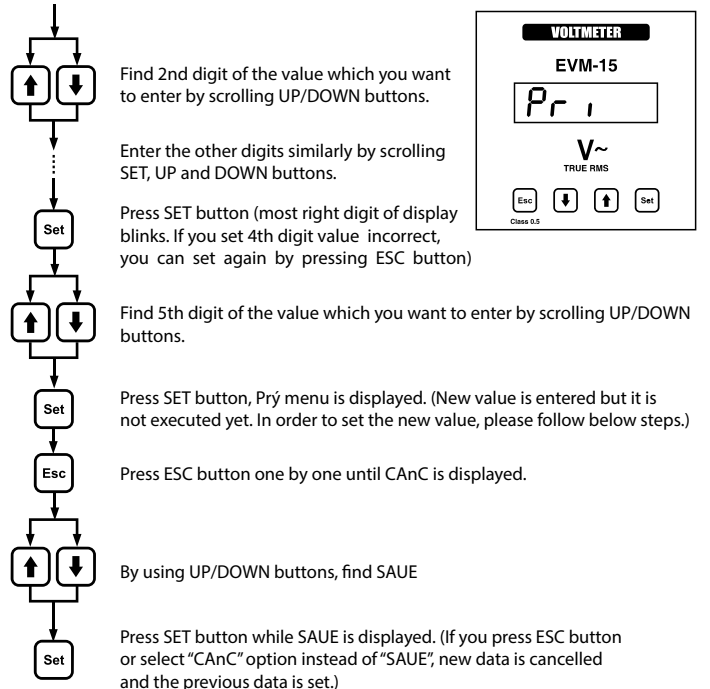 VOLTMETER
EVM-15
Pri
V~
TRUE RMS
Esc
Set
Class 0.5
Find 2nd digit of the value which you want
to enter by scrolling UP/DOWN buttons.
Enter the other digits similarly by scrolling
SET, UP and DOWN buttons.
Set
Press SET button (most right digit of display
blinks. If you set 4th digit value incorrect,
you can set again by pressing ESC button)
Find 5th digit of the value which you want to enter by scrolling UP/DOWN
buttons.
Set
Press SET button, Prý menu is displayed. (New value is entered but it is
not executed yet. In order to set the new value, please follow below steps.)
Esc
Press ESC button one by one until CAnC is displayed.
By using UP/DOWN buttons, find SAUE
Set
Press SET button while SAUE is displayed. (If you press ESC button
or select “CAnC” option instead of “SAUE”, new data is cancelled
and the previous data is set.)